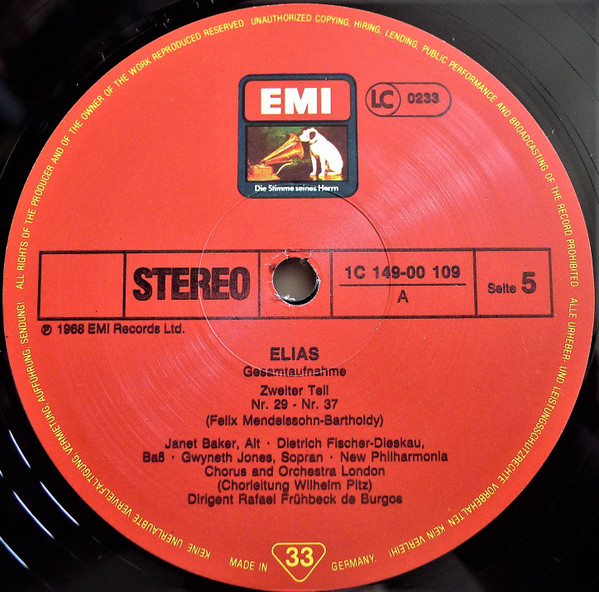 ALL RIGHTS OF THE PRODUCER AND OF THE OWNER OF THE WORK REPRODUCED RESERVED UNAUTHORIZED COPYING, HIRING, LENDING, PUBLIC PERFORMANCE AND BROADCASTING OF THE RECORD PROHIBITED. ALLE URHEBER- UND LEISTUNGSSCHUTZRECHTE VORBEHALTEN KEIN VERLEIH!
KEINE UNERLAUBTE VERVIELFÄLTIGUNG VERMIETUNG, AUFFÜHRUNG, SENDUNG!
EMI
LC 0233
Die Stimme seines Herrn
STEREO
1C 149-00 109
A
Seite 5
℗ 1968 EMI Records Ltd.
ELIAS
Gesamtaufnahme
Zweiter Teil
Nr. 29 - Nr. 37
(Felix Mendelssohn-Bartholdy)
Janet Baker, Alt · Dietrich Fischer-Dieskau,
Baß · Gwyneth Jones, Sopran · New Philharmonia
Chorus and Orchestra London
(Chorleitung Wilhelm Pitz)
Dirigent Rafael Frühbeck de Burgos
MADE IN 33 GERMANY.